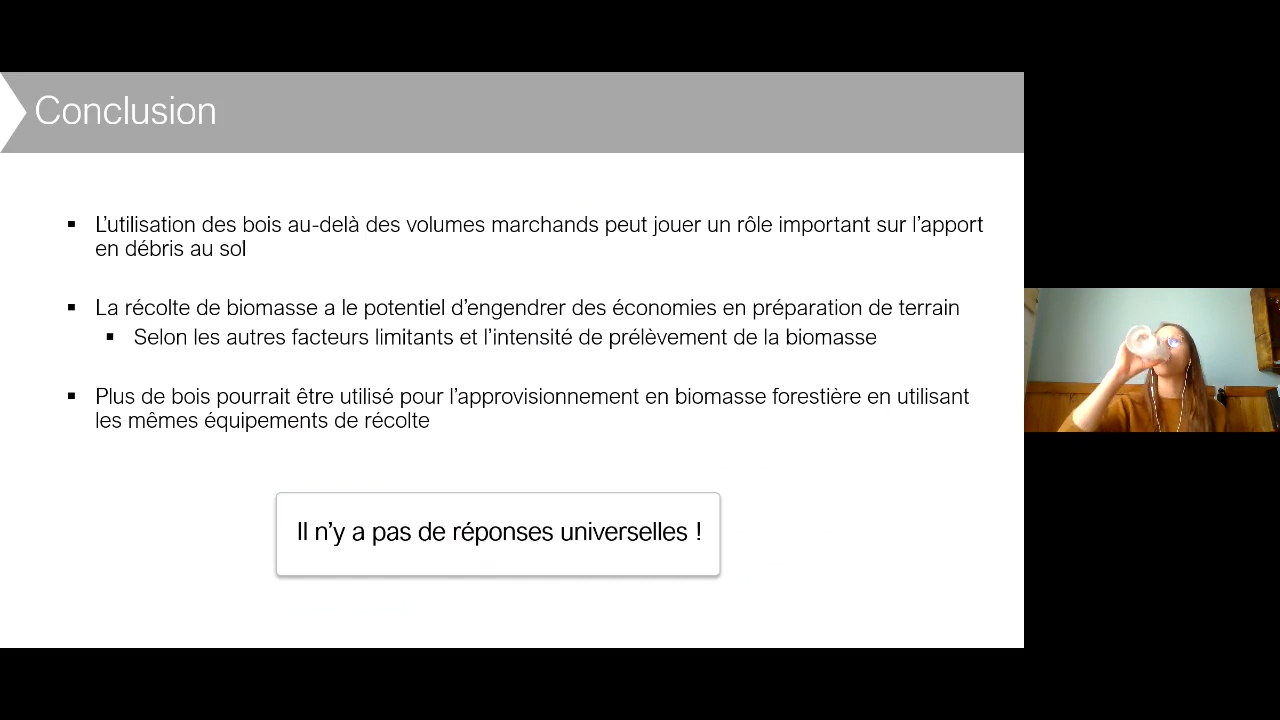 Conclusion
▪ L'utilisation des bois au-delà des volumes marchands peut jouer un rôle important sur l'apport
en débris au sol
▪ La récolte de biomasse a le potentiel d'engendrer des économies en préparation de terrain
▪ Selon les autres facteurs limitants et l'intensité de prélèvement de la biomasse
▪ Plus de bois pourrait être utilisé pour l'approvisionnement en biomasse forestière en utilisant
les mêmes équipements de récolte
Il n'y a pas de réponses universelles !